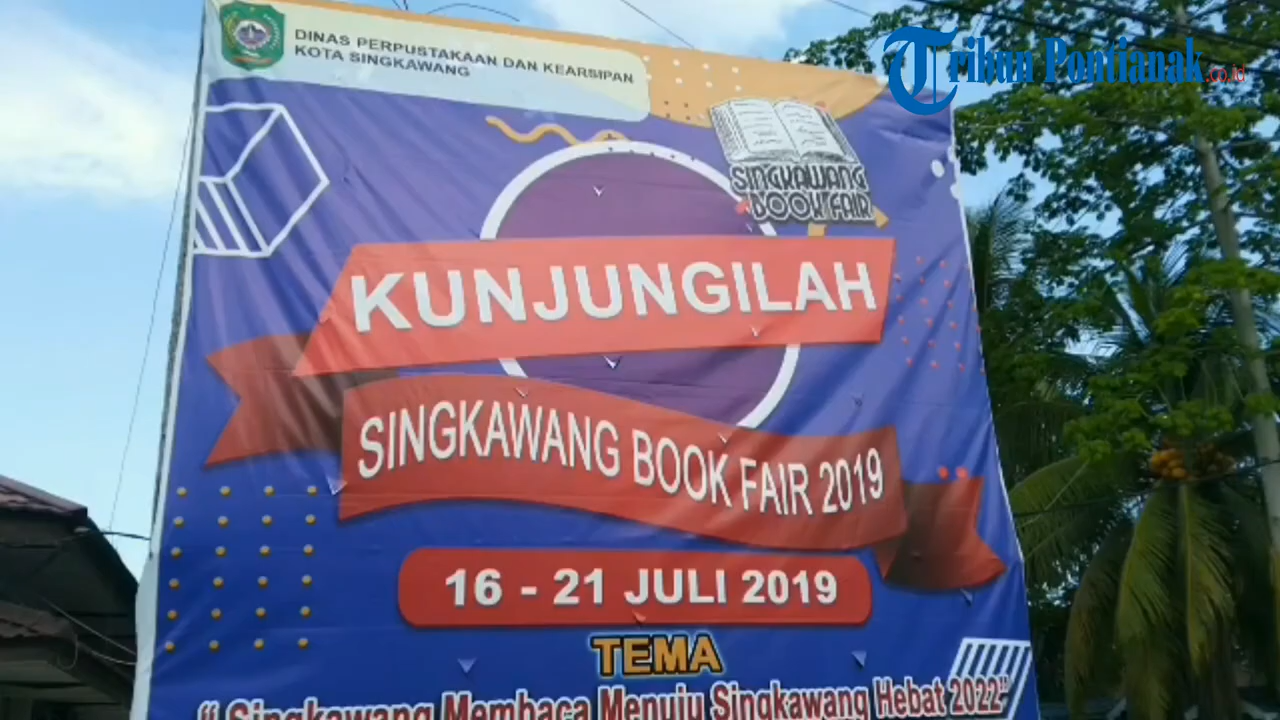 DINAS PERPUSTAKAAN DAN KEARSIPAN
KOTA SINGKAWANG
Tribun Pontianak.co.id
SINGKAWANG
BOOK FAIR
KUNJUNGILAH
SINGKAWANG BOOK FAIR 2019
16 - 21 JULI 2019
TEMA
“ Singkawang Membaca Menuju Singkawang Hebat 2022”